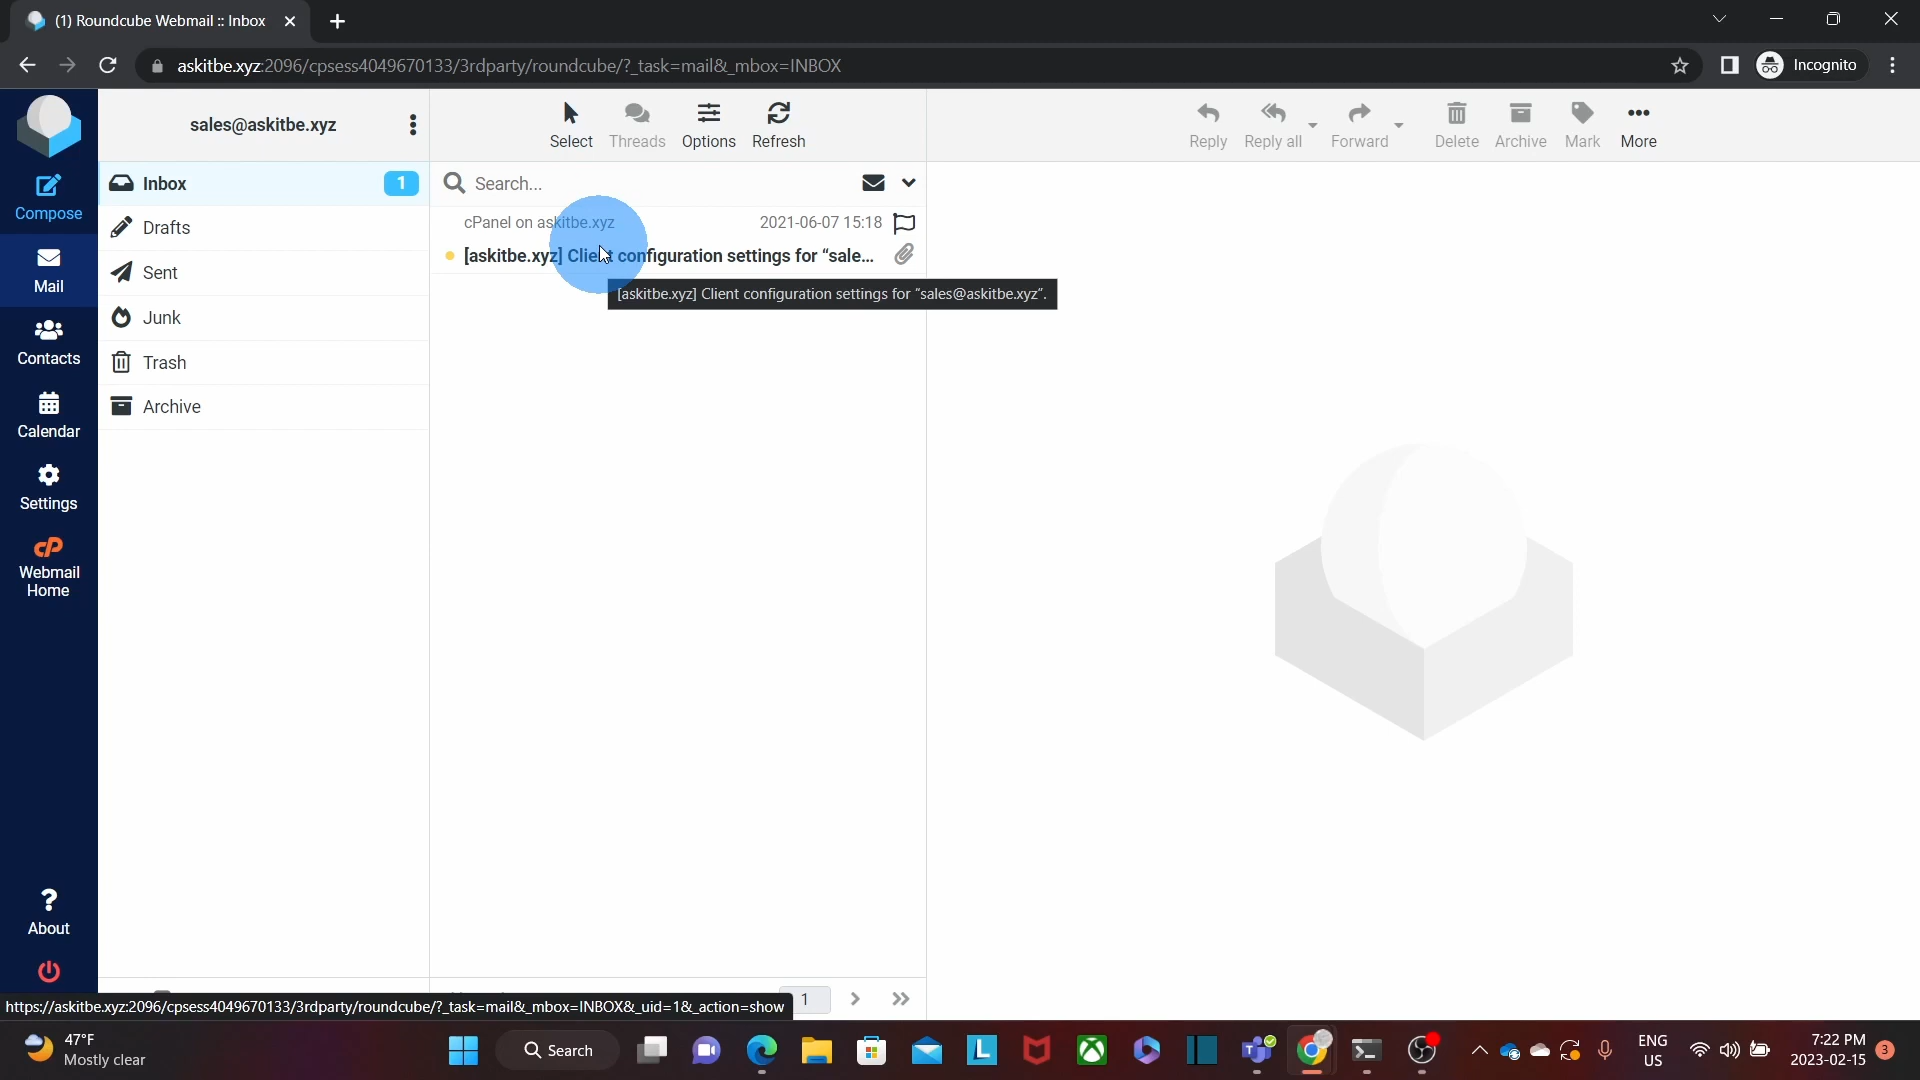 (1) Roundcube Webmail :: Inbox
askitbe.xyz:2096/cpsess4049670133/3rdparty/roundcube/?_task=mail&_mbox=INBOX
Incognito
sales@askitbe.xyz
Select
Threads
Options
Refresh
Reply
Reply all
Forward
Delete
Archive
Mark
More
Compose
Mail
Contacts
Calendar
Settings
cP
Webmail
Home
?
About
Inbox
1
Drafts
Sent
Junk
Trash
Archive
Search...
cPanel on askitbe.xyz
2021-06-07 15:18
[askitbe.xyz] Client configuration settings for “sale...
[askitbe.xyz] Client configuration settings for “sales@askitbe.xyz”.
1
https://askitbe.xyz:2096/cpsess4049670133/3rdparty/roundcube/?_task=mail&_mbox=INBOX&_uid=1&_action=show
47°F
Mostly clear
Search
L
T
ENG
US
7:22 PM
2023-02-15
3